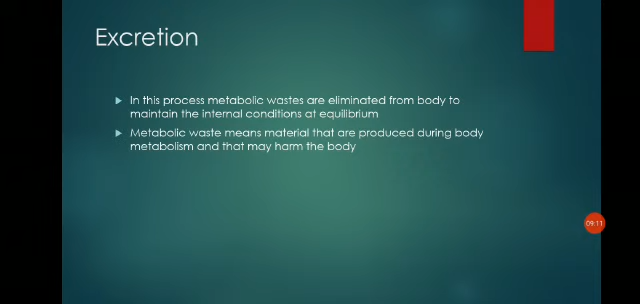 Excretion
In this process metabolic wastes are eliminated from body to
maintain the internal conditions at equilibrium
Metabolic waste means material that are produced during body
metabolism and that may harm the body
09:11